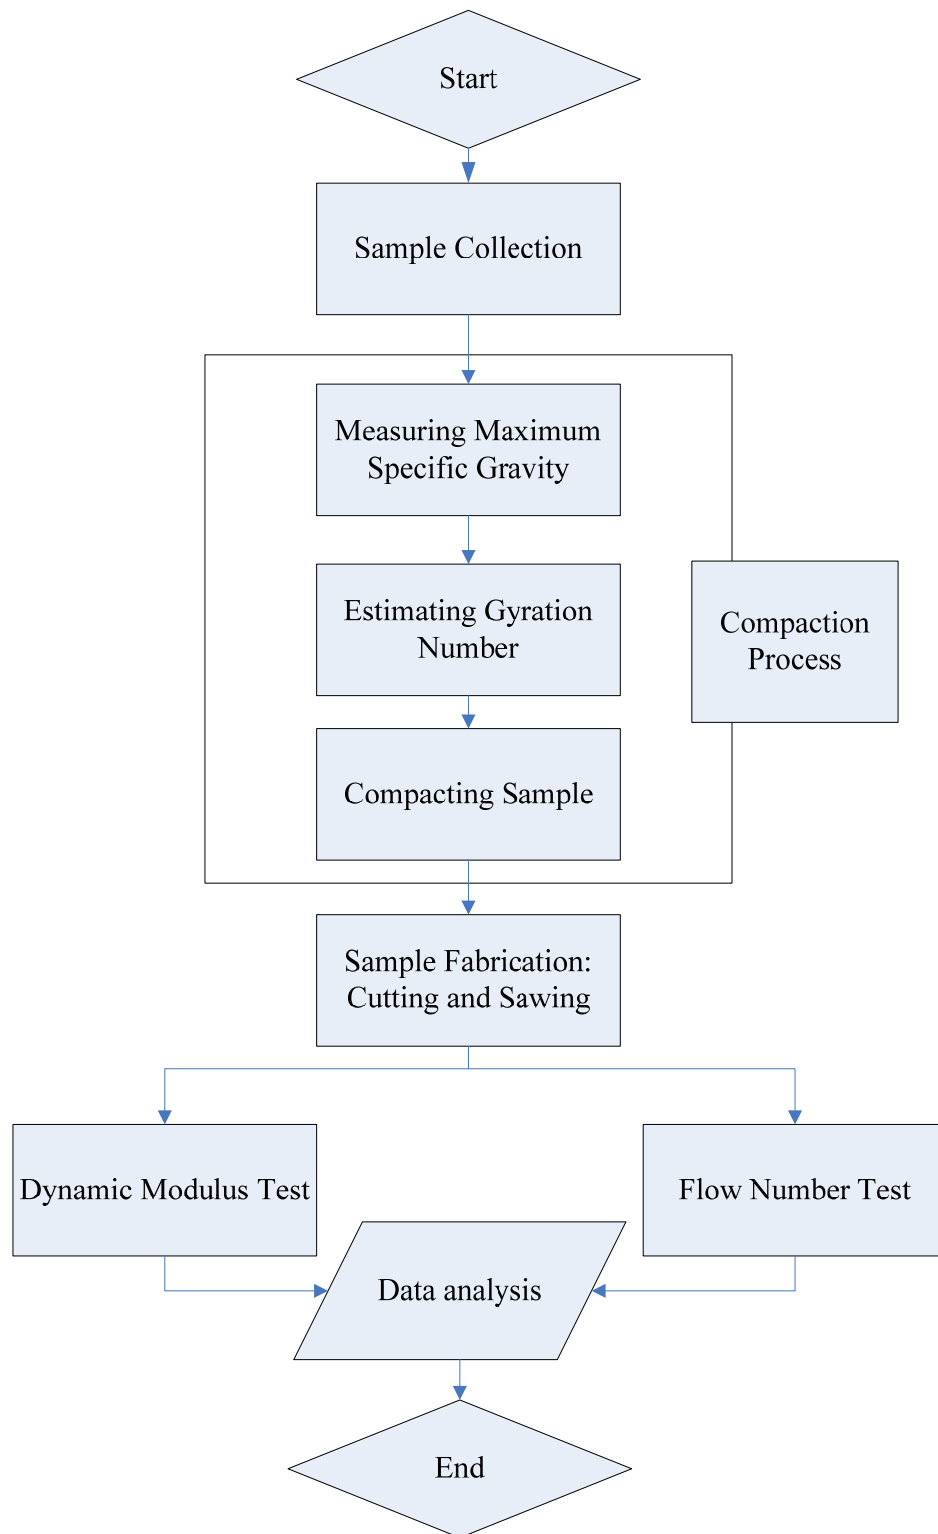 Start
Sample Collection
Measuring Maximum
Specific Gravity
Estimating Gyration
Number
Compaction
Process
Compacting Sample
Sample Fabrication:
Cutting and Sawing
Dynamic Modulus Test
Flow Number Test
Data analysis
End